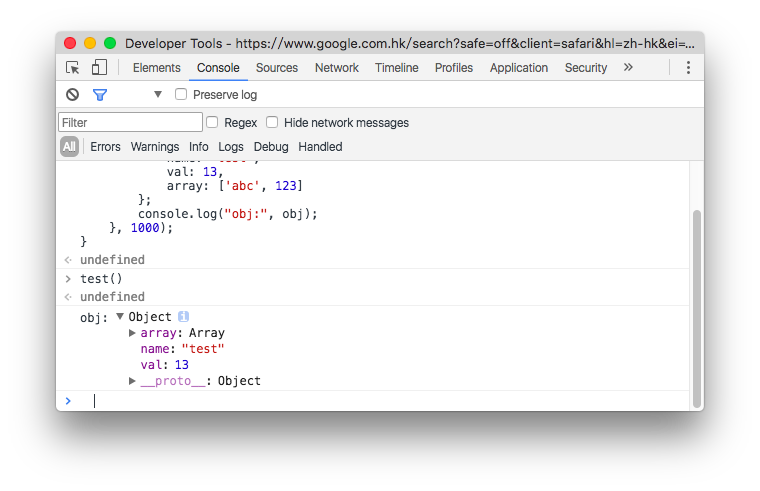 Developer Tools - https://www.google.com.hk/search?safe=off&client=safari&hl=zh-hk&ei=...
Elements Console Sources Network Timeline Profiles Application Security »
Preserve log
Filter Regex Hide network messages
All Errors Warnings Info Logs Debug Handled
val: 13,
array: ['abc', 123]
};
console.log("obj:", obj);
}, 1000);
}
undefined
> test()
undefined
obj: ▼ Object i
▶ array: Array
name: "test"
val: 13
▶ __proto__: Object
>